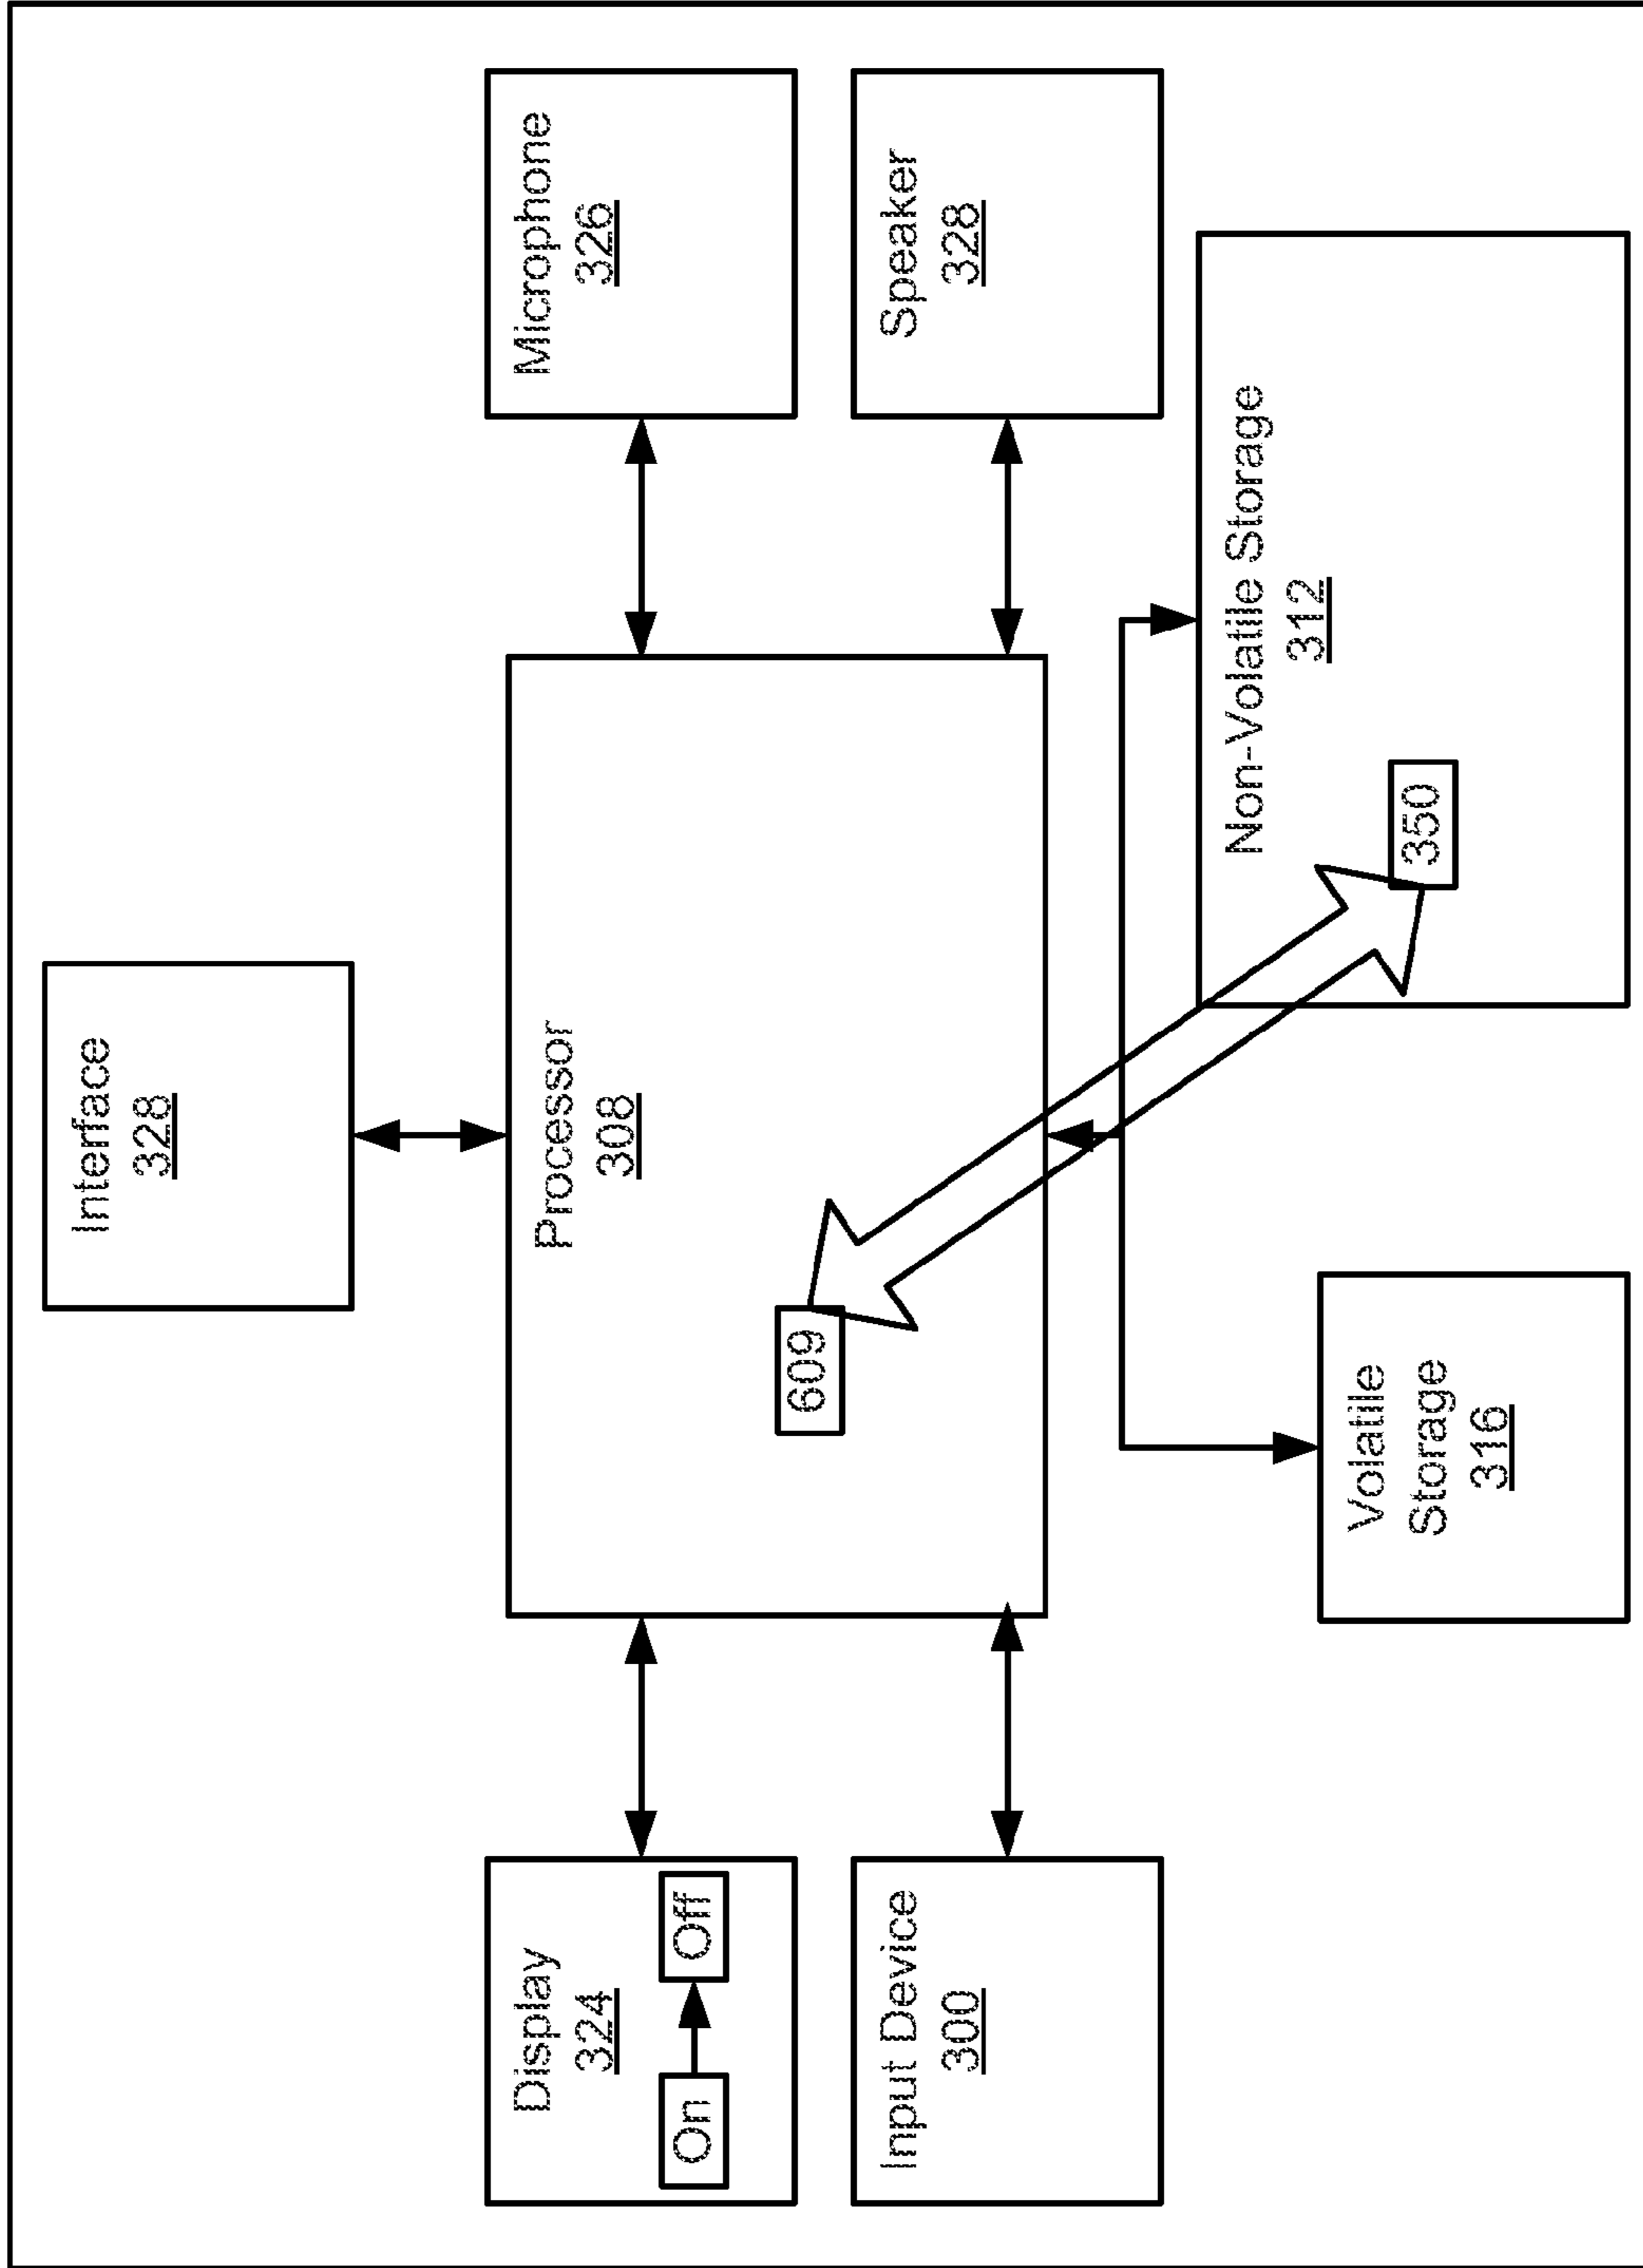 Interface
328
Display
324
On
Off
Processor
308
609
Microphone
326
Input Device
300
Speaker
328
Volatile
Storage
316
Non-Volatile Storage
312
350